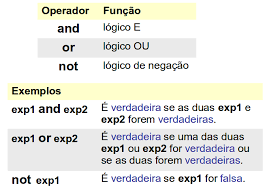 Operador Função
and lógico E
or lógico OU
not lógico de negação
Exemplos
exp1 and exp2 É verdadeira se as duas exp1 e
exp2 forem verdadeiras.
exp1 or exp2 É verdadeira se uma das duas
exp1 ou exp2 for verdadeira ou
se as duas forem verdadeiras.
not exp1 É verdadeira se exp1 for falsa.